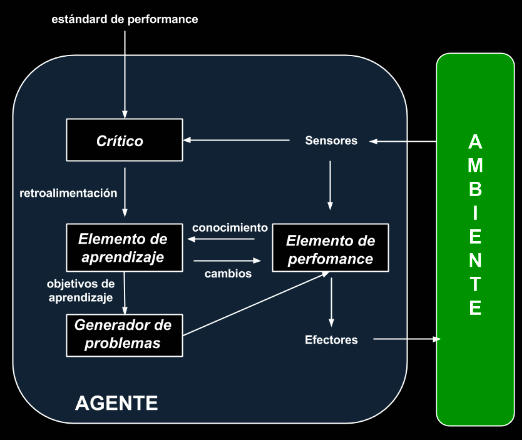 estándard de performance
Crítico
Sensores
retroalimentación
conocimiento
Elemento de
aprendizaje
Elemento de
perfomance
cambios
objetivos de
aprendizaje
Generador de
problemas
Efectores
AGENTE
AMBIENTE